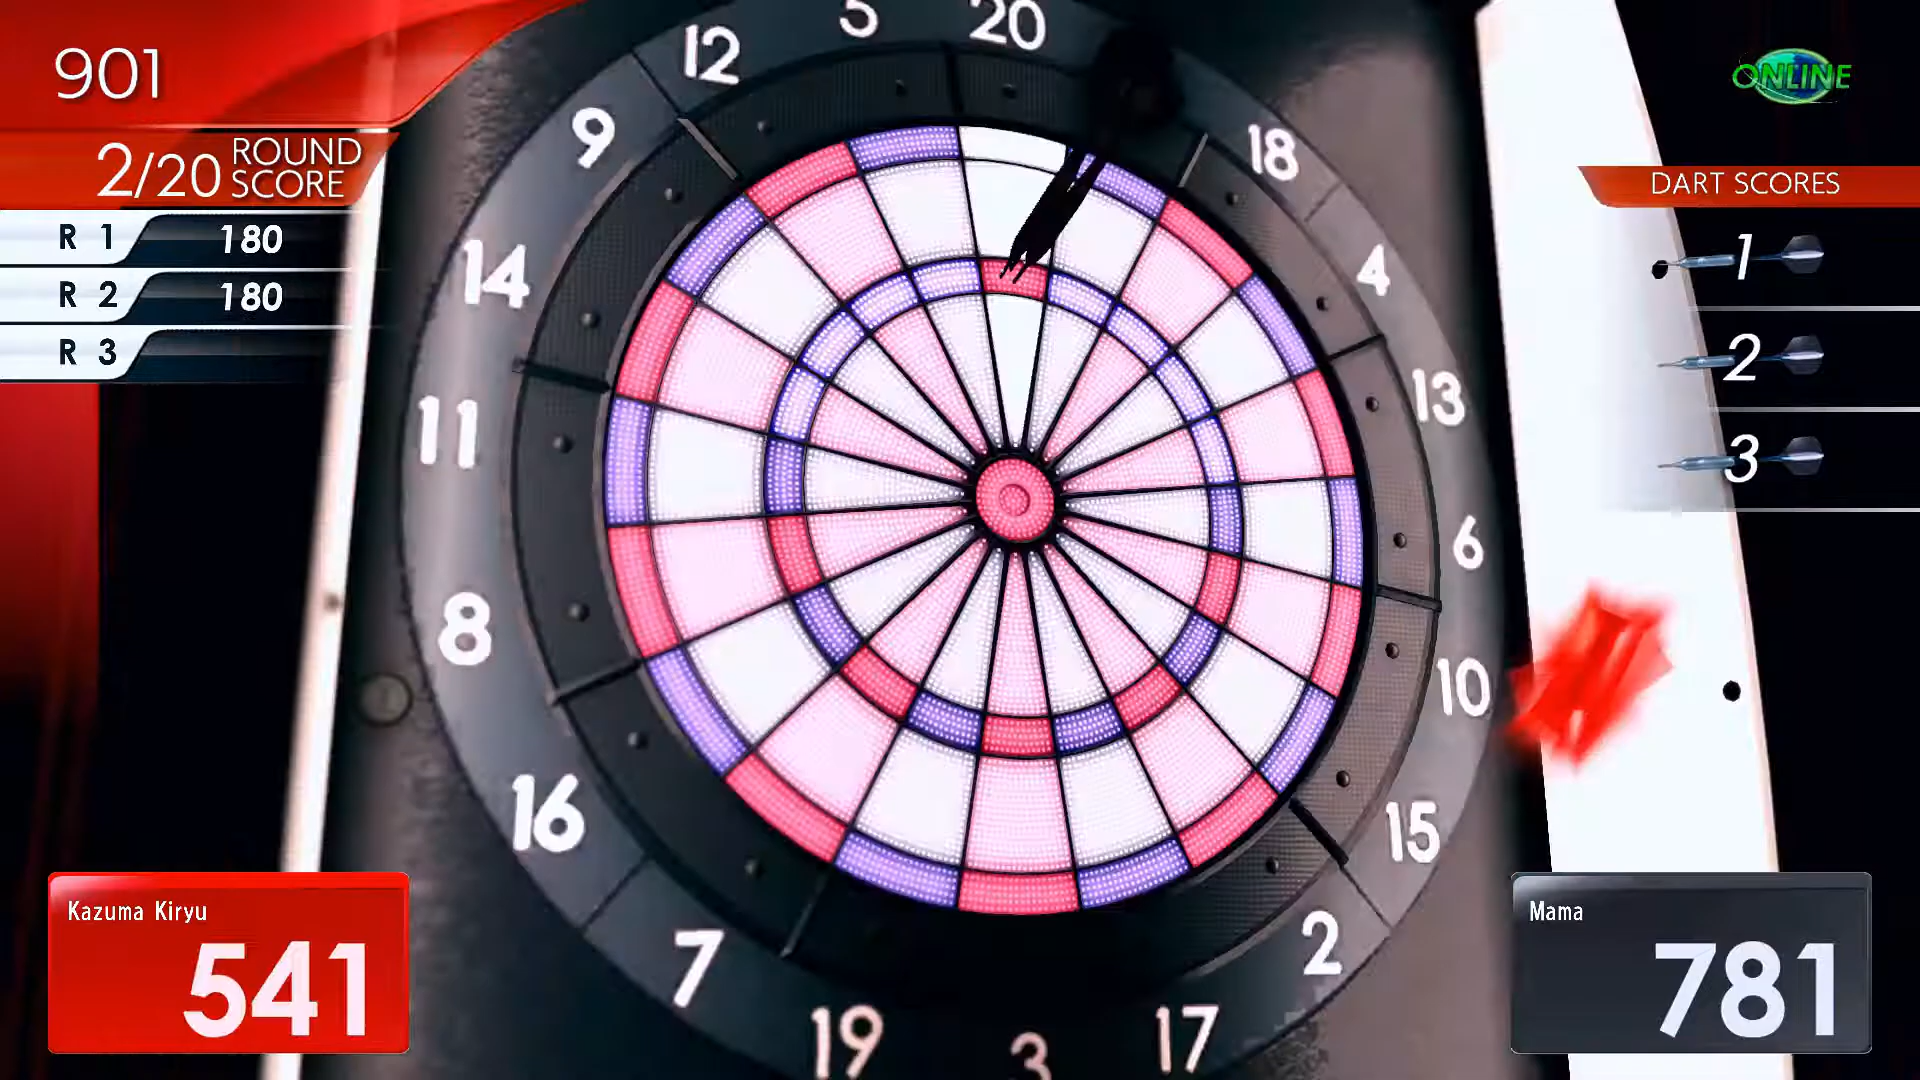 901
ONLINE
2/20 ROUND SCORE
DART SCORES
R 1 180
R 2 180
R 3
1
2
3
5 20
12 18
9 4
14 13
11 6
8 10
16 15
7 2
19 3 17
Kazuma Kiryu
541
Mama
781